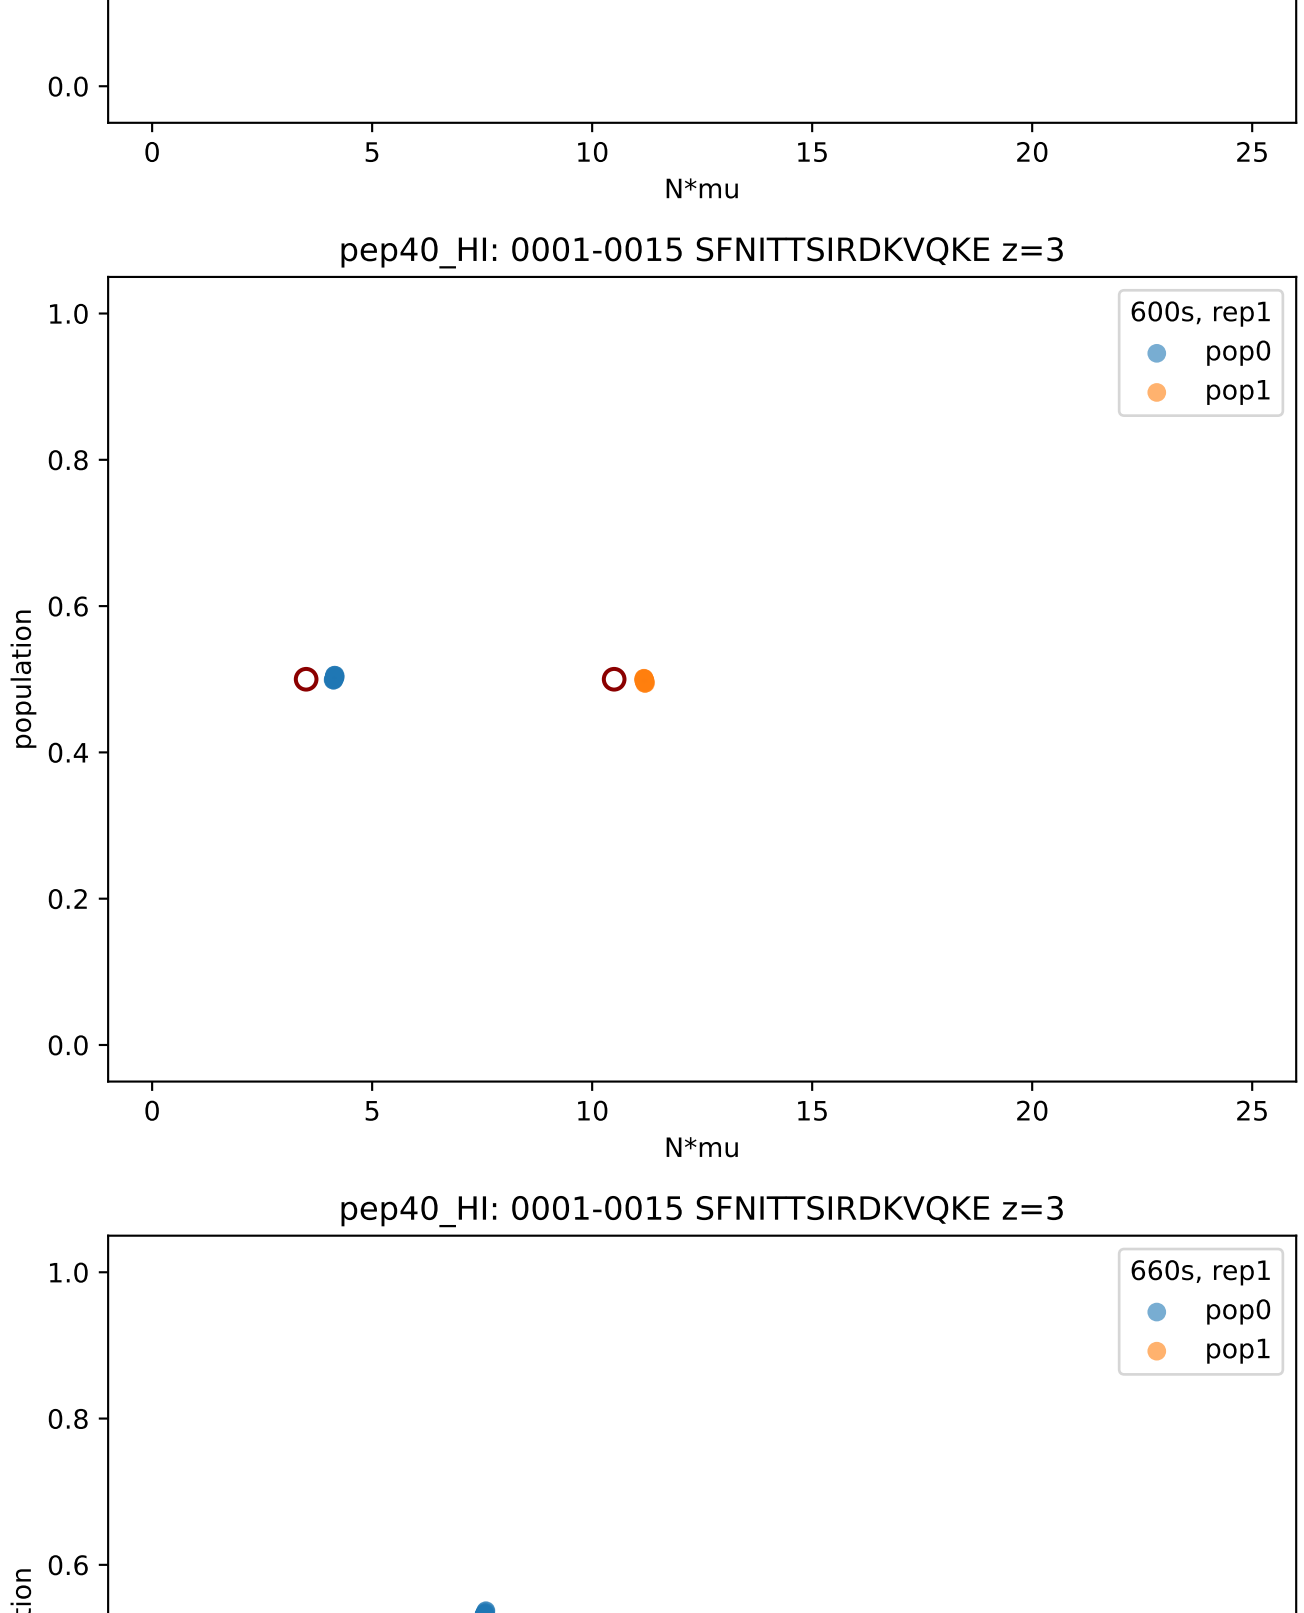 0.0
0 5 10 15 20 25
N*mu
pep40_HI: 0001-0015 SFNITTSIRDKVQKE z=3
1.0
600s, rep1
pop0
pop1
0.8
0.6
population
0.4
0.2
0.0
0 5 10 15 20 25
N*mu
pep40_HI: 0001-0015 SFNITTSIRDKVQKE z=3
1.0
660s, rep1
pop0
pop1
0.8
0.6